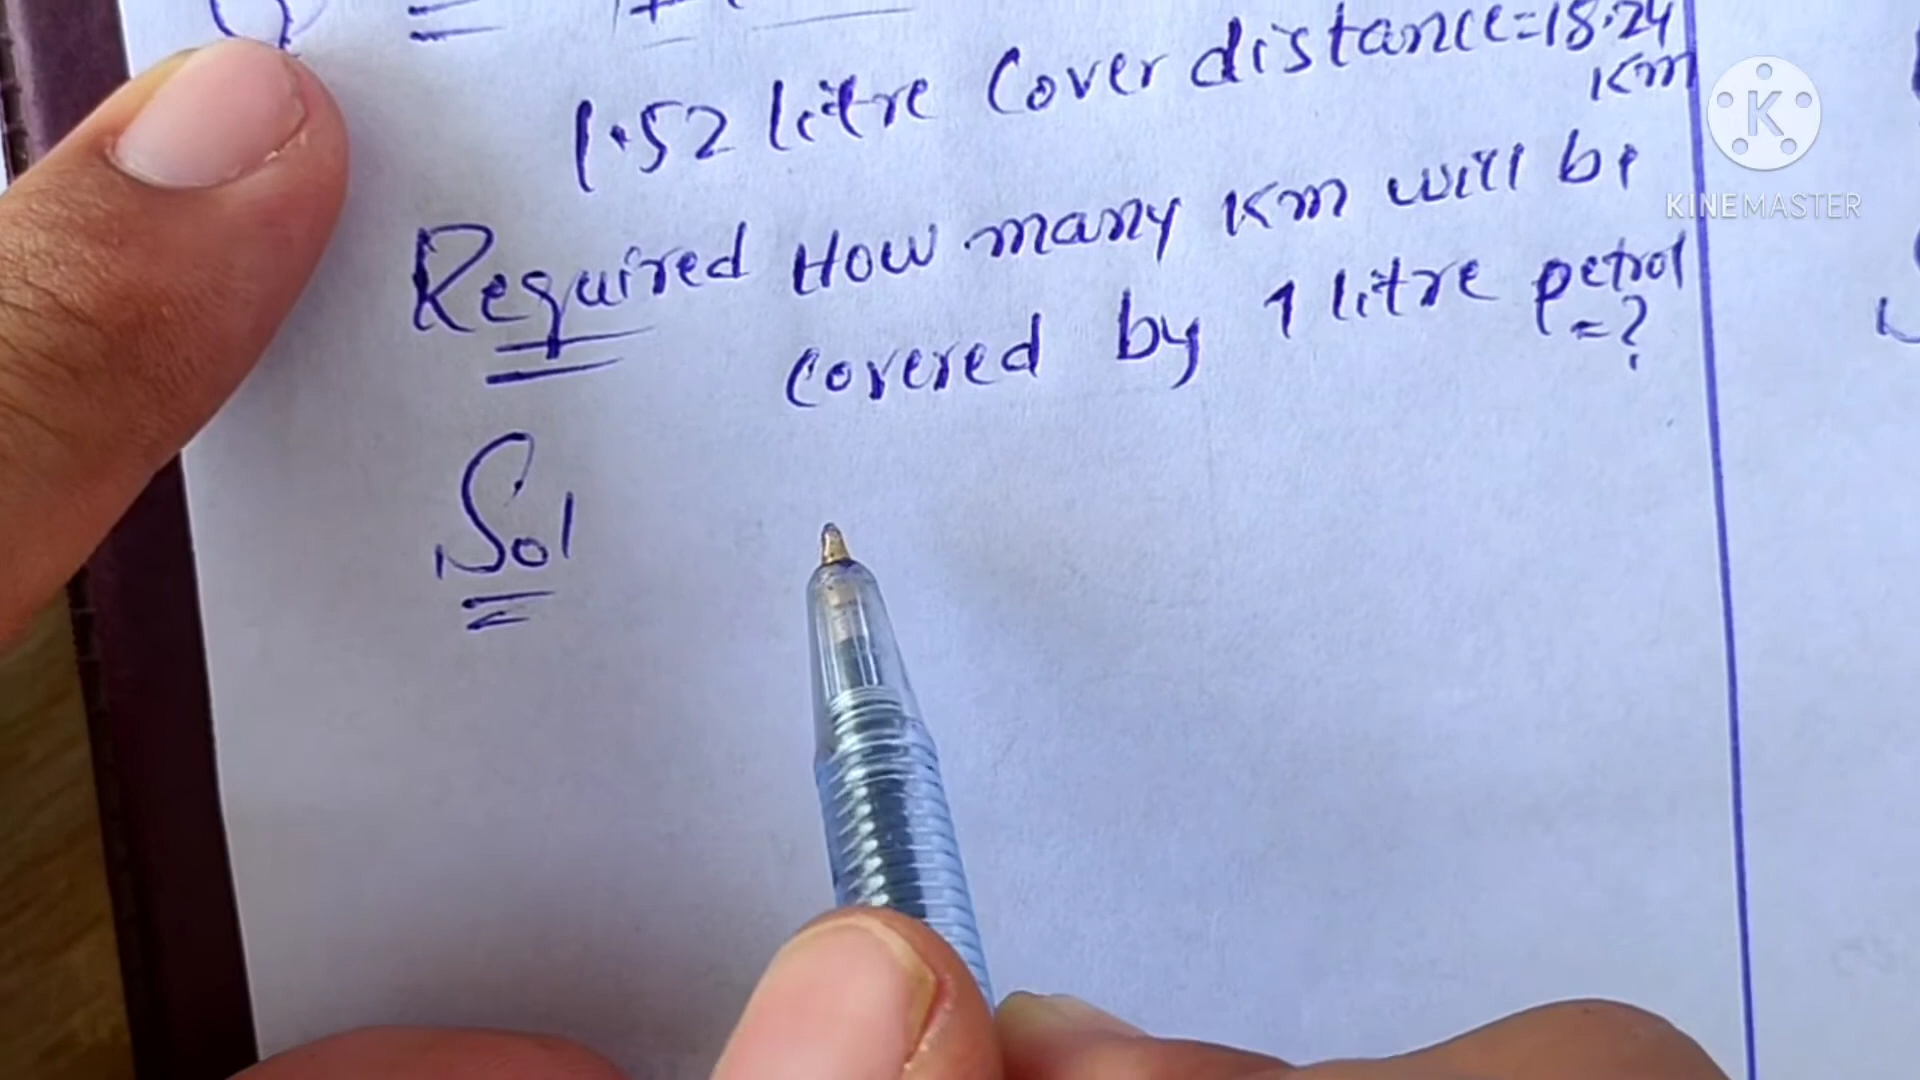 1.52 litre Cover distance=18.24
Km
Required How many Km will be
covered by 1 litre petrol
=?
Sol
K
KINEMASTER